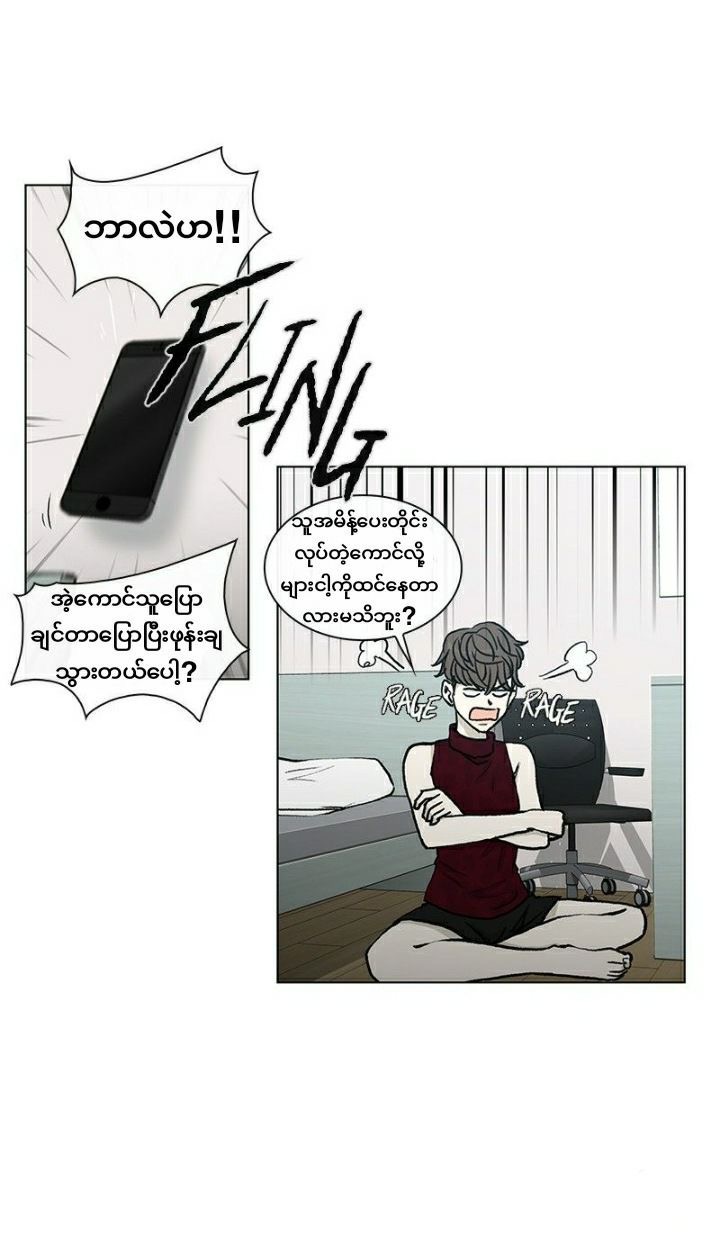 ဘာလဲဟ!!
FLING
အဲ့ကောင်သူပြော
ချင်တာပြောပြီးဖုန်းချ
သွားတယ်ပေါ့?
သူအမိန့်ပေးတိုင်း
လုပ်တဲ့ကောင်လို့
များငါ့ကိုထင်နေတာ
လားမသိဘူး?
RAGE
RAGE